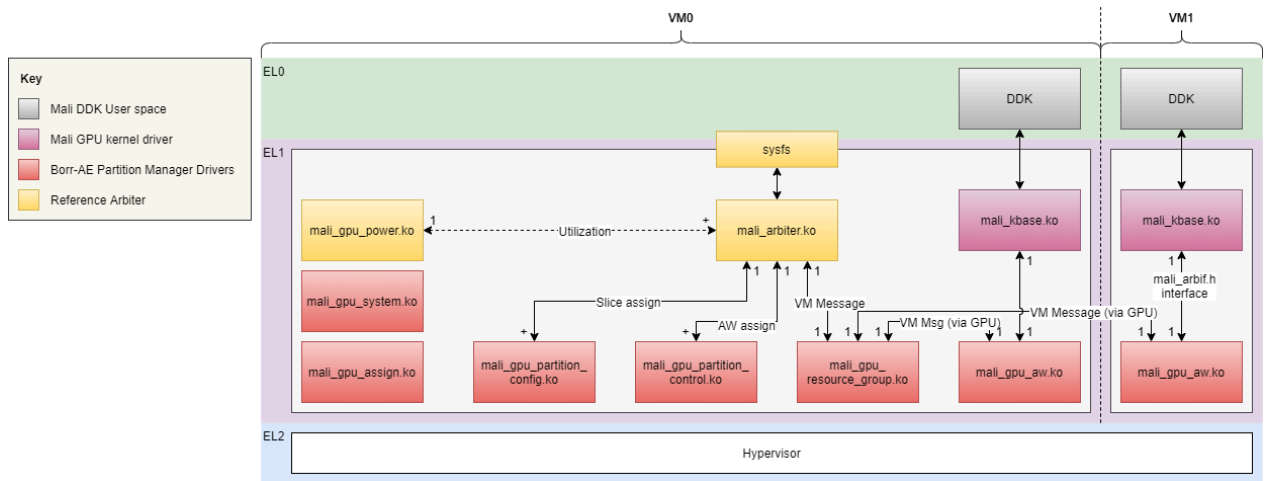 VM0
VM1
Key
Mali DDK User space
Mali GPU kernel driver
Borr-AE Partition Manager Drivers
Reference Arbiter
EL0
DDK
DDK
EL1
sysfs
mali_gpu_power.ko
1
Utilization
+
mali_arbiter.ko
mali_kbase.ko
mali_kbase.ko
mali_gpu_system.ko
1
1
1
1
1
Slice assign
VM Message
mali_arbif.h
interface
AW assign
VM Msg (via GPU)
VM Message (via GPU)
+
+
1
1
1
1
1
1
1
mali_gpu_assign.ko
mali_gpu_partition_
config.ko
mali_gpu_partition_
control.ko
mali_gpu_
resource_group.ko
mali_gpu_aw.ko
mali_gpu_aw.ko
EL2
Hypervisor